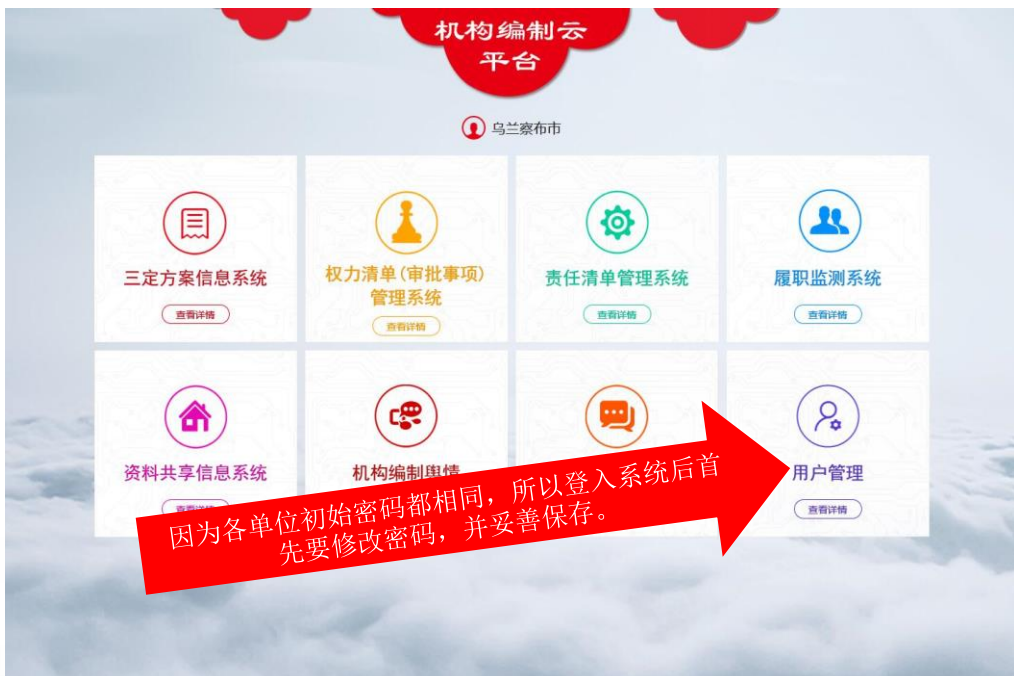 机构编制云
平台
乌兰察布市
三定方案信息系统
查看详情
权力清单(审批事项)
管理系统
查看详情
责任清单管理系统
查看详情
履职监测系统
查看详情
资料共享信息系统
机构编制舆情
用户管理
查看详情
因为各单位初始密码都相同，所以登入系统后首
先要修改密码，并妥善保存。